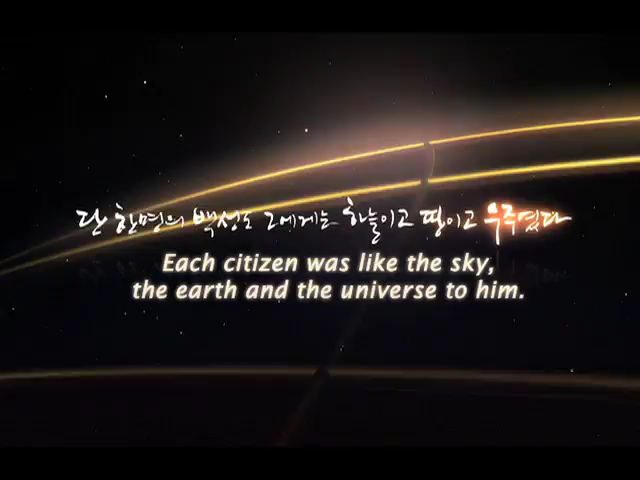 단 한명의 백성도 그에게는 하늘이고 땅이고 우주였다
Each citizen was like the sky,
the earth and the universe to him.